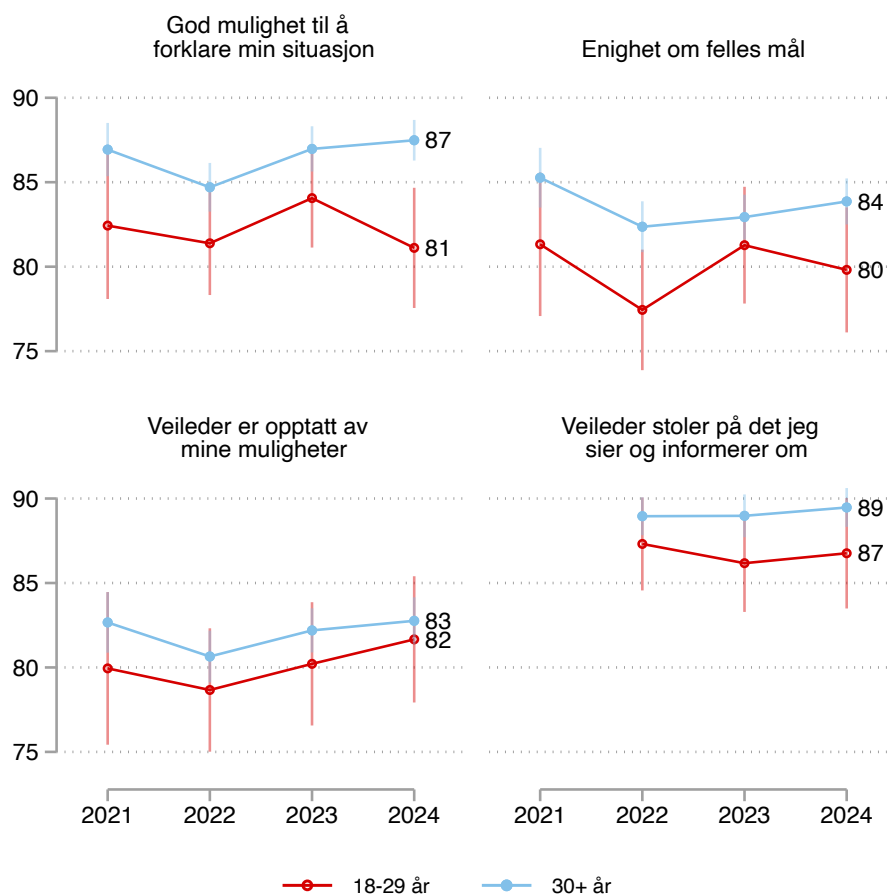 God mulighet til å
forklare min situasjon
Enighet om felles mål
90
85
80
75
87
81
84
80
Veileder er opptatt av
mine muligheter
Veileder stoler på det jeg
sier og informerer om
90
85
80
75
83
82
89
87
2021 2022 2023 2024
2021 2022 2023 2024
18-29 år
30+ år